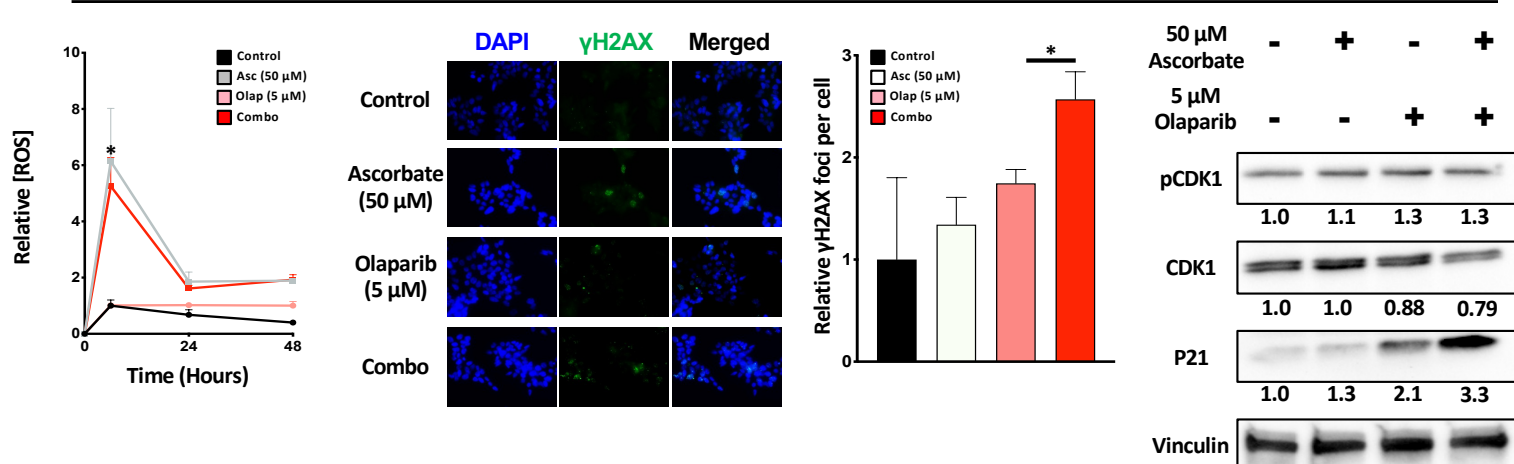 10
8
6
4
2
0
0
24
48
Relative [ROS]
Time (Hours)
Control
Asc (50 μM)
Olap (5 μM)
Combo
*
DAPI
γH2AX
Merged
Control
Ascorbate
(50 μM)
Olaparib
(5 μM)
Combo
3
2
1
0
Relative γH2AX foci per cell
Control
Asc (50 μM)
Olap (5 μM)
Combo
*
50 μM
Ascorbate
- + - +
5 μM
Olaparib
- - + +
pCDK1
1.0 1.1 1.3 1.3
CDK1
1.0 1.0 0.88 0.79
P21
1.0 1.3 2.1 3.3
Vinculin